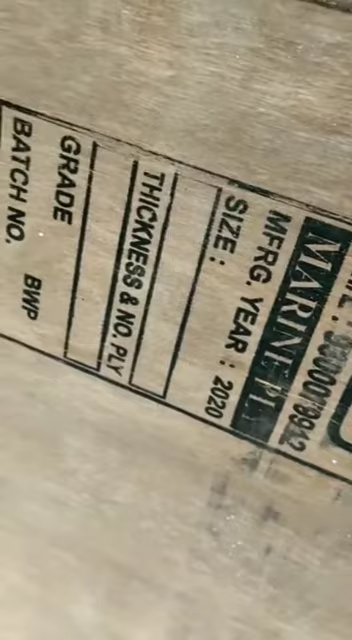 MARINE PL
MFRG. YEAR : 2020
SIZE :
THICKNESS & NO. PLY
GRADE BWP
BATCH NO.